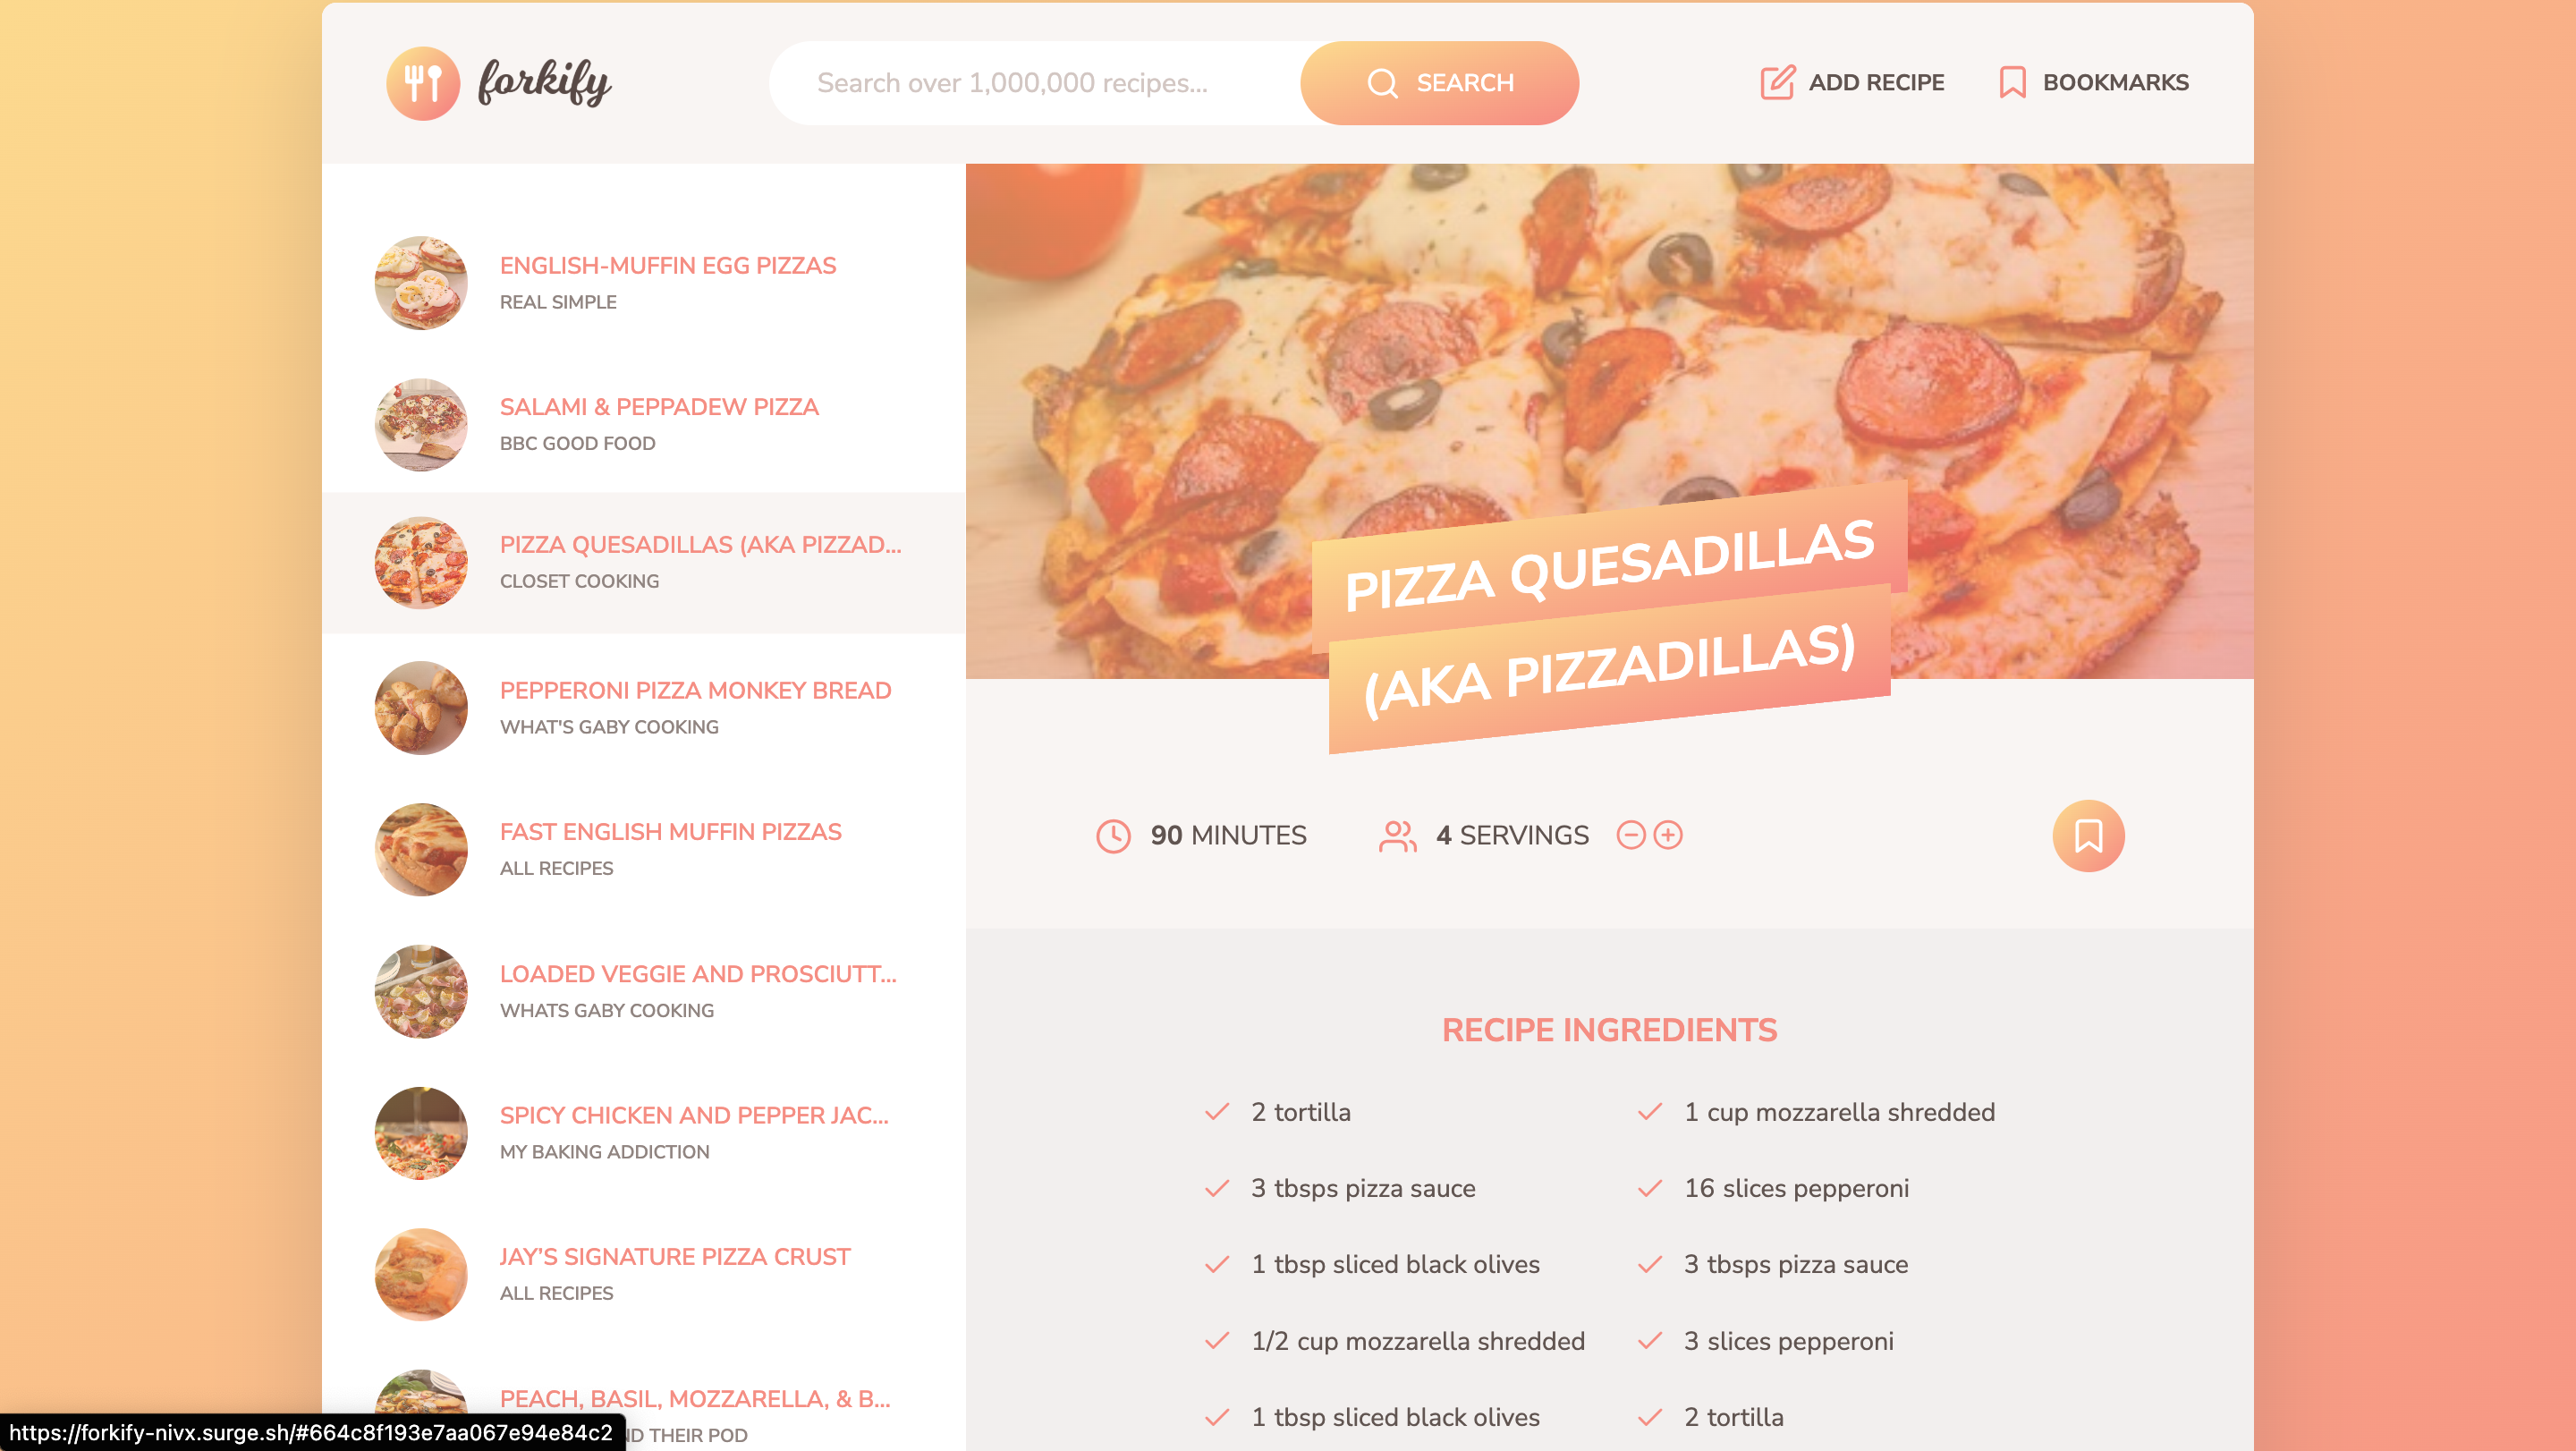 forkify
Search over 1,000,000 recipes...
SEARCH
ADD RECIPE
BOOKMARKS
ENGLISH-MUFFIN EGG PIZZAS
REAL SIMPLE
SALAMI & PEPPADEW PIZZA
BBC GOOD FOOD
PIZZA QUESADILLAS (AKA PIZZAD...
CLOSET COOKING
PEPPERONI PIZZA MONKEY BREAD
WHAT'S GABY COOKING
FAST ENGLISH MUFFIN PIZZAS
ALL RECIPES
LOADED VEGGIE AND PROSCIUTT...
WHATS GABY COOKING
SPICY CHICKEN AND PEPPER JAC...
MY BAKING ADDICTION
JAY'S SIGNATURE PIZZA CRUST
ALL RECIPES
PEACH, BASIL, MOZZARELLA, & B...
THEIR POD
https://forkify-nivx.surge.sh/#664c8f193e7aa067e94e84c2
PIZZA QUESADILLAS
(AKA PIZZADILLAS)
90 MINUTES
4 SERVINGS
RECIPE INGREDIENTS
2 tortilla
1 cup mozzarella shredded
3 tbsps pizza sauce
16 slices pepperoni
1 tbsp sliced black olives
3 tbsps pizza sauce
1/2 cup mozzarella shredded
3 slices pepperoni
1 tbsp sliced black olives
2 tortilla